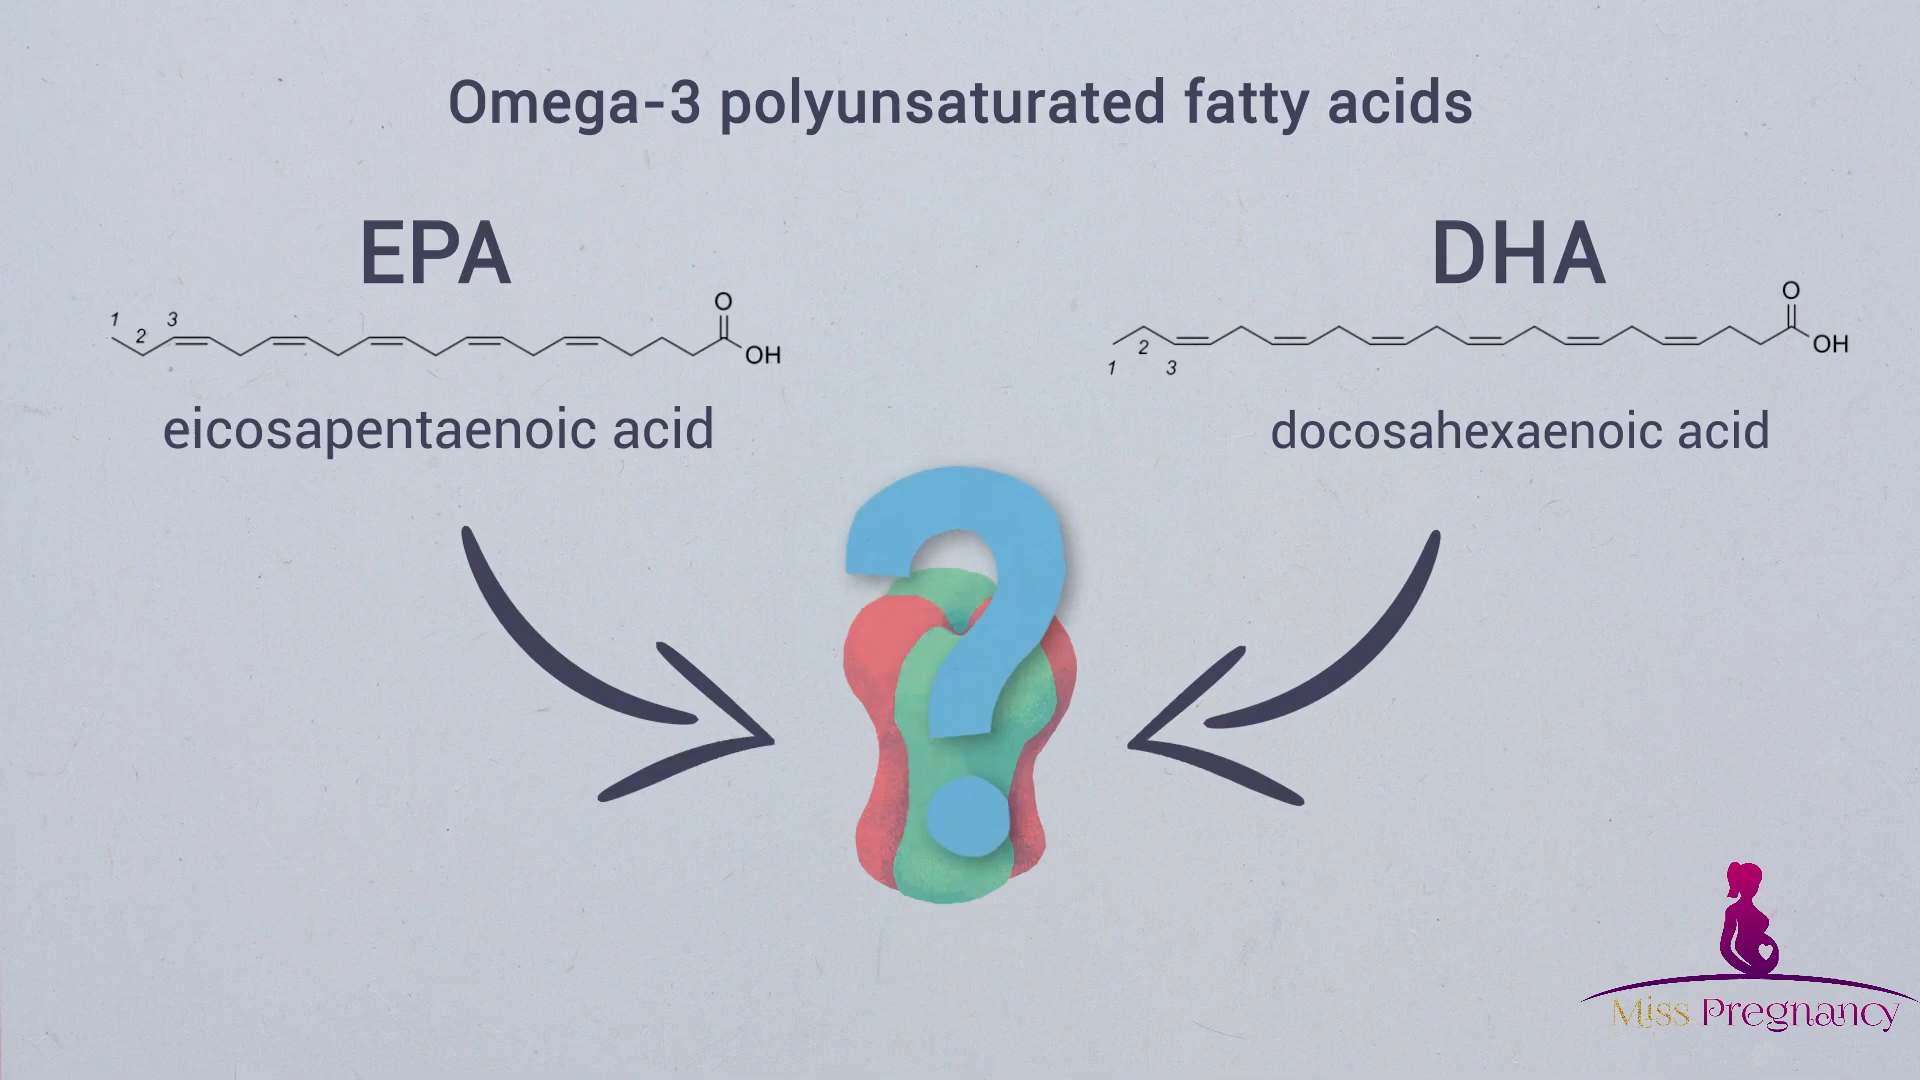 Omega-3 polyunsaturated fatty acids
EPA
1
2
3
O
OH
eicosapentaenoic acid
DHA
1
2
3
O
OH
docosahexaenoic acid
?
Miss Pregnancy